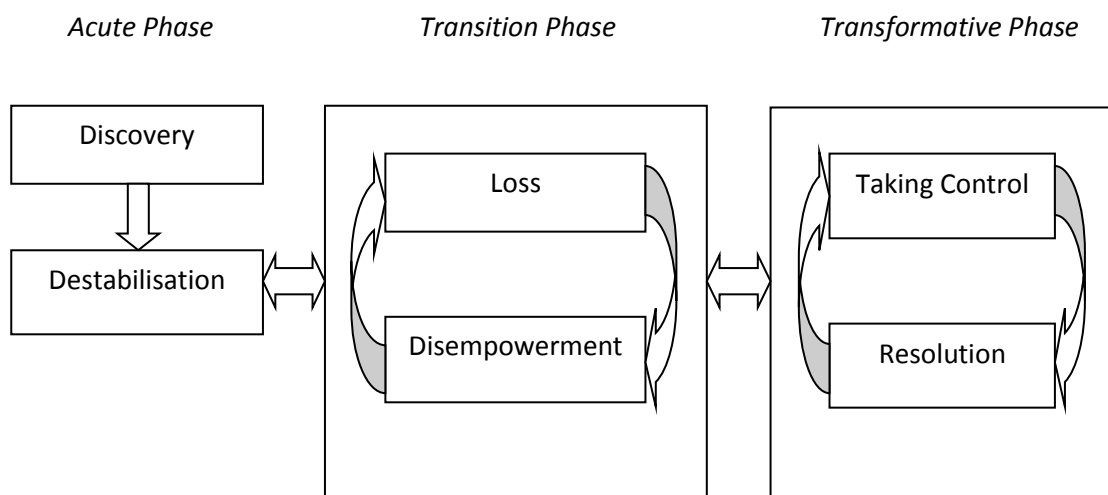 Acute Phase
Transition Phase
Transformative Phase
Discovery
Destabilisation
Loss
Disempowerment
Taking Control
Resolution